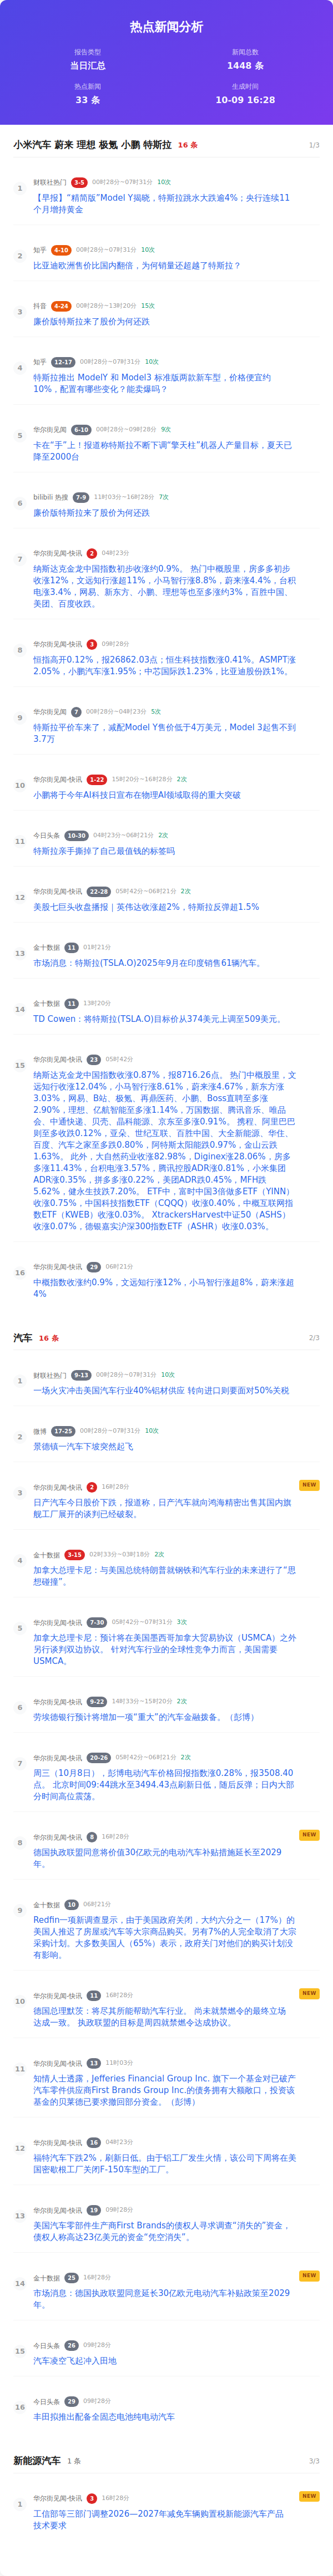 热点新闻分析
报告类型
当日汇总
新闻总数
1448 条
热点新闻
33 条
生成时间
10-09 16:28
小米汽车 蔚来 理想 极氪 小鹏 特斯拉 16 条 1/3
1
财联社热门 3-5 00时28分~07时31分 10次
【早报】“精简版”Model Y揭晓，特斯拉跳水大跌逾4%；央行连续11
个月增持黄金
2
知乎 4-10 00时28分~07时31分 10次
比亚迪欧洲售价比国内翻倍，为何销量还超越了特斯拉？
3
抖音 4-24 00时28分~13时20分 15次
廉价版特斯拉来了股价为何还跌
4
知乎 12-17 00时28分~07时31分 10次
特斯拉推出 ModelY 和 Model3 标准版两款新车型，价格便宜约
10%，配置有哪些变化？能卖爆吗？
5
华尔街见闻 6-10 00时28分~09时28分 9次
卡在“手”上！报道称特斯拉不断下调“擎天柱”机器人产量目标，夏天已
降至2000台
6
bilibili 热搜 7-9 11时03分~16时28分 7次
廉价版特斯拉来了股价为何还跌
7
华尔街见闻-快讯 2 04时23分
纳斯达克金龙中国指数初步收涨约0.9%。 热门中概股里，房多多初步
收涨12%，文远知行涨超11%，小马智行涨8.8%，蔚来涨4.4%，台积
电涨3.4%，网易、新东方、小鹏、理想等也至多涨约3%，百胜中国、
美团、百度收跌。
8
华尔街见闻-快讯 3 09时28分
恒指高开0.12%，报26862.03点；恒生科技指数涨0.41%。ASMPT涨
2.05%，小鹏汽车涨1.95%；中芯国际跌1.23%，比亚迪股份跌1%。
9
华尔街见闻 7 00时28分~04时23分 5次
特斯拉平价车来了，减配Model Y售价低于4万美元，Model 3起售不到
3.7万
10
华尔街见闻-快讯 1-22 15时20分~16时28分 2次
小鹏将于今年AI科技日宣布在物理AI领域取得的重大突破
11
今日头条 10-30 04时23分~06时21分 2次
特斯拉亲手撕掉了自己最值钱的标签吗
12
华尔街见闻-快讯 22-28 05时42分~06时21分 2次
美股七巨头收盘播报｜英伟达收涨超2%，特斯拉反弹超1.5%
13
金十数据 11 01时21分
市场消息：特斯拉(TSLA.O)2025年9月在印度销售61辆汽车。
14
金十数据 11 13时20分
TD Cowen：将特斯拉(TSLA.O)目标价从374美元上调至509美元。
15
华尔街见闻-快讯 23 05时42分
纳斯达克金龙中国指数收涨0.87%，报8716.26点。 热门中概股里，文
远知行收涨12.04%，小马智行涨8.61%，蔚来涨4.67%，新东方涨
3.03%，网易、B站、极氪、再鼎医药、小鹏、Boss直聘至多涨
2.90%，理想、亿航智能至多涨1.14%，万国数据、腾讯音乐、唯品
会、中通快递、贝壳、晶科能源、京东至多涨0.91%。 携程、阿里巴巴
则至多收跌0.12%，亚朵、世纪互联、百胜中国、大全新能源、华住、
百度、汽车之家至多跌0.80%，阿特斯太阳能跌0.97%，金山云跌
1.63%。 此外，大自然药业收涨82.98%，Diginex涨28.06%，房多
多涨11.43%，台积电涨3.57%，腾讯控股ADR涨0.81%，小米集团
ADR涨0.35%，拼多多涨0.22%，美团ADR跌0.45%，MFH跌
5.62%，健永生技跌7.20%。 ETF中，富时中国3倍做多ETF（YINN）
收涨0.75%，中国科技指数ETF（CQQQ）收涨0.40%，中概互联网指
数ETF（KWEB）收涨0.03%。 XtrackersHarvest中证50（ASHS）
收涨0.07%，德银嘉实沪深300指数ETF（ASHR）收涨0.03%。
16
华尔街见闻-快讯 29 06时21分
中概指数收涨约0.9%，文远知行涨12%，小马智行涨超8%，蔚来涨超
4%
汽车 16 条 2/3
1
财联社热门 9-13 00时28分~07时31分 10次
一场火灾冲击美国汽车行业40%铝材供应 转向进口则要面对50%关税
2
微博 17-25 00时28分~07时31分 10次
景德镇一汽车下坡突然起飞
3
华尔街见闻-快讯 2 16时28分 NEW
日产汽车今日股价下跌，报道称，日产汽车就向鸿海精密出售其国内旗
舰工厂展开的谈判已经破裂。
4
金十数据 3-15 02时33分~03时18分 2次
加拿大总理卡尼：与美国总统特朗普就钢铁和汽车行业的未来进行了“思
想碰撞”。
5
华尔街见闻-快讯 7-30 05时42分~07时31分 3次
加拿大总理卡尼：预计将在美国墨西哥加拿大贸易协议（USMCA）之外
另行谈判双边协议。 针对汽车行业的全球性竞争力而言，美国需要
USMCA。
6
华尔街见闻-快讯 9-22 14时33分~15时20分 2次
劳埃德银行预计将增加一项“重大”的汽车金融拨备。（彭博）
7
华尔街见闻-快讯 20-26 05时42分~06时21分 2次
周三（10月8日），彭博电动汽车价格回报指数涨0.28%，报3508.40
点。 北京时间09:44跳水至3494.43点刷新日低，随后反弹；日内大部
分时间高位震荡。
8
华尔街见闻-快讯 8 16时28分 NEW
德国执政联盟同意将价值30亿欧元的电动汽车补贴措施延长至2029
年。
9
金十数据 10 06时21分
Redfin一项新调查显示，由于美国政府关闭，大约六分之一（17%）的
美国人推迟了房屋或汽车等大宗商品购买。另有7%的人完全取消了大宗
采购计划。大多数美国人（65%）表示，政府关门对他们的购买计划没
有影响。
10
华尔街见闻-快讯 11 16时28分 NEW
德国总理默茨：将尽其所能帮助汽车行业。 尚未就禁燃令的最终立场
达成一致。 执政联盟的目标是周四就禁燃令达成协议。
11
华尔街见闻-快讯 13 11时03分
知情人士透露，Jefferies Financial Group Inc. 旗下一个基金对已破产
汽车零件供应商First Brands Group Inc.的债务拥有大额敞口，投资该
基金的贝莱德已要求撤回部分资金。（彭博）
12
华尔街见闻-快讯 16 04时23分
福特汽车下跌2%，刷新日低。由于铝工厂发生火情，该公司下周将在美
国密歇根工厂关闭F-150车型的工厂。
13
华尔街见闻-快讯 19 09时28分
美国汽车零部件生产商First Brands的债权人寻求调查“消失的”资金，
债权人称高达23亿美元的资金“凭空消失”。
14
金十数据 25 16时28分 NEW
市场消息：德国执政联盟同意延长30亿欧元电动汽车补贴政策至2029
年。
15
今日头条 26 09时28分
汽车凌空飞起冲入田地
16
今日头条 29 09时28分
丰田拟推出配备全固态电池纯电动汽车
新能源汽车 1 条 3/3
1
华尔街见闻-快讯 3 16时28分 NEW
工信部等三部门调整2026—2027年减免车辆购置税新能源汽车产品
技术要求